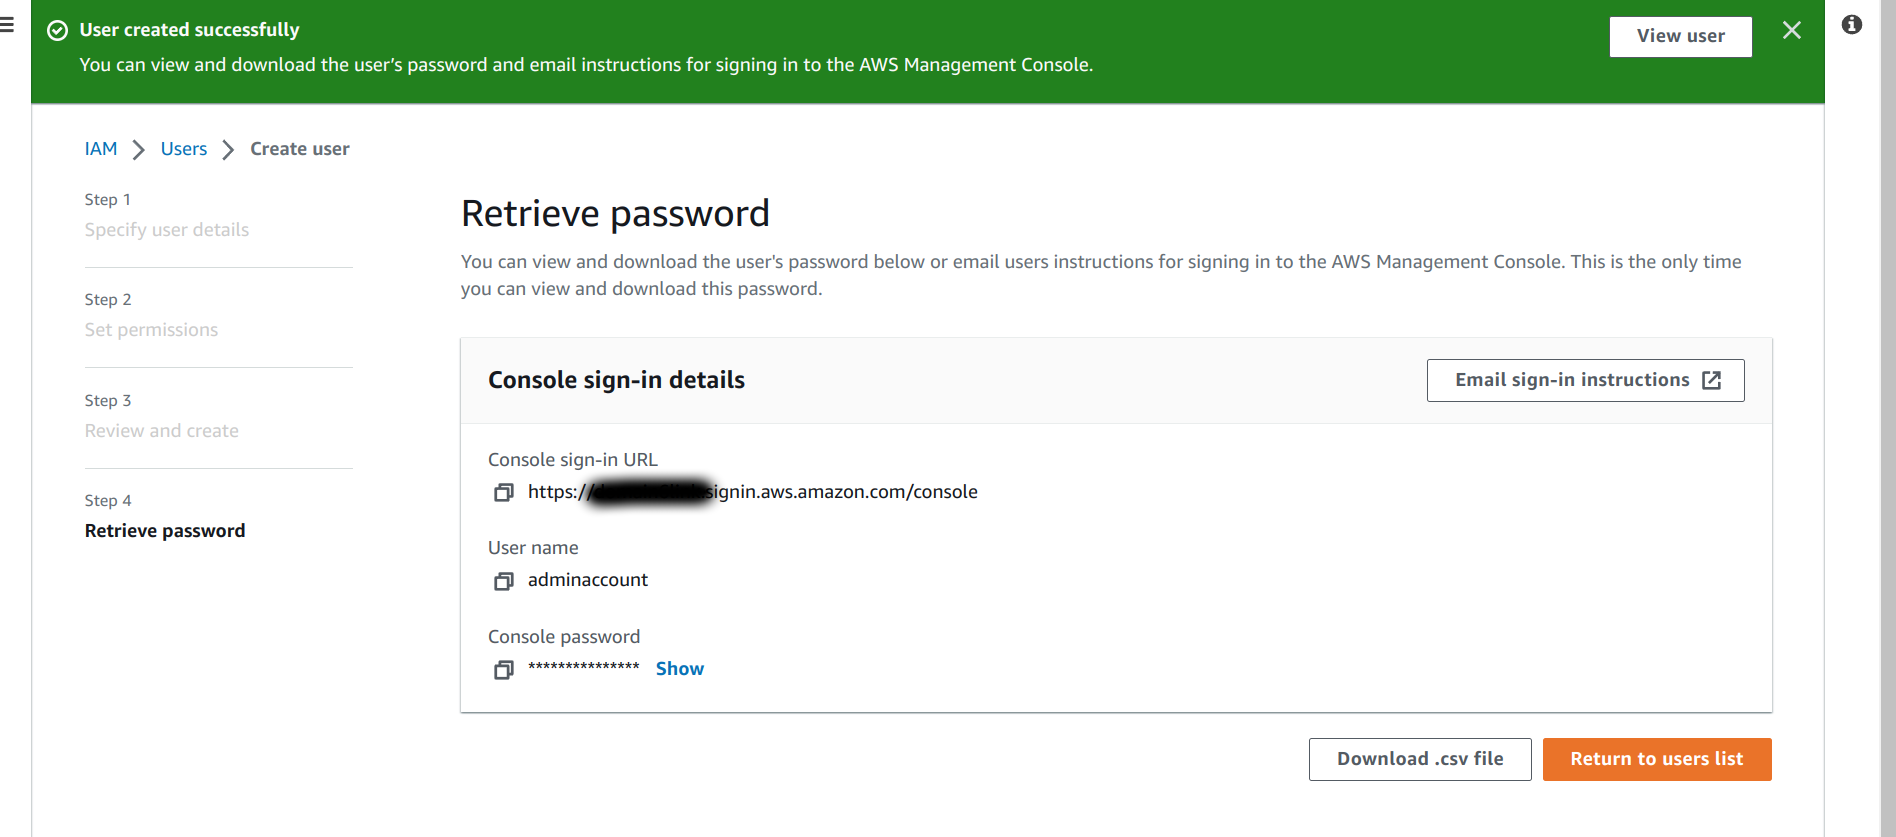 User created successfully
You can view and download the user's password and email instructions for signing in to the AWS Management Console.
View user
IAM > Users > Create user
Step 1
Specify user details
Step 2
Set permissions
Step 3
Review and create
Step 4
Retrieve password
Retrieve password
You can view and download the user's password below or email users instructions for signing in to the AWS Management Console. This is the only time
you can view and download this password.
Console sign-in details
Email sign-in instructions
Console sign-in URL
https:// signin.aws.amazon.com/console
User name
adminaccount
Console password
*************** Show
Download .csv file
Return to users list